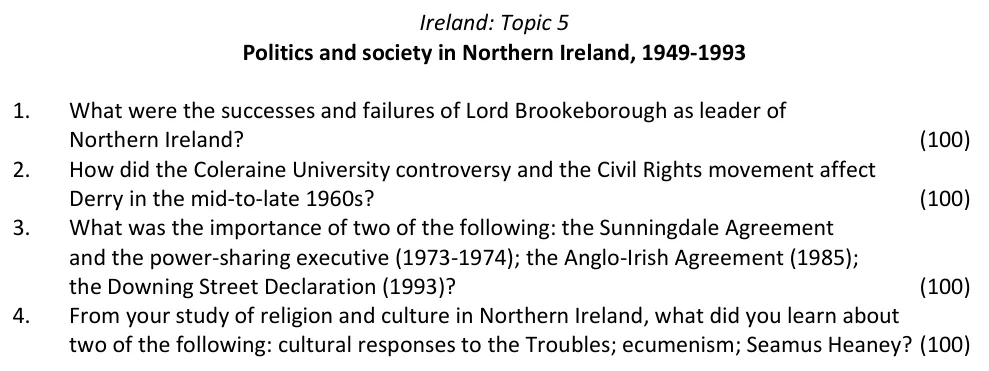 Ireland: Topic 5
Politics and society in Northern Ireland, 1949-1993
1. What were the successes and failures of Lord Brookeborough as leader of
Northern Ireland? (100)
2. How did the Coleraine University controversy and the Civil Rights movement affect
Derry in the mid-to-late 1960s? (100)
3. What was the importance of two of the following: the Sunningdale Agreement
and the power-sharing executive (1973-1974); the Anglo-Irish Agreement (1985);
the Downing Street Declaration (1993)? (100)
4. From your study of religion and culture in Northern Ireland, what did you learn about
two of the following: cultural responses to the Troubles; ecumenism; Seamus Heaney? (100)